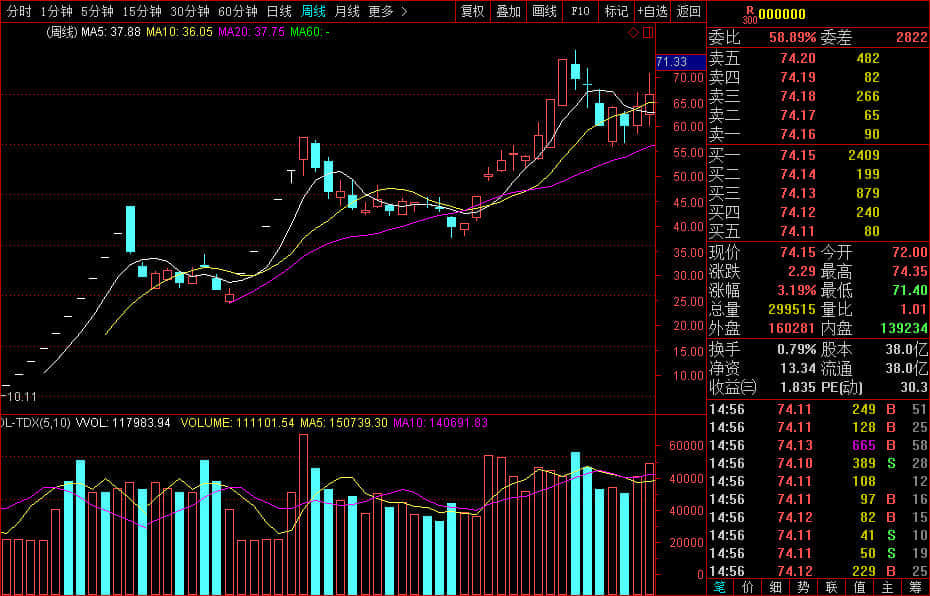 分时 1分钟 5分钟 15分钟 30分钟 60分钟 日线 周线 月线 更多 > 复权 叠加 画线 F10 标记 +自选 返回
R
300 000000
(周线) MA5: 37.88 MA10: 36.05 MA20: 37.75 MA60: -
71.33
70.00
65.00
60.00
55.00
50.00
45.00
40.00
35.00
30.00
25.00
20.00
15.00
10.00
10.11
OL-TDX(5,10) VVOL: 117983.94 VOLUME: 111101.54 MA5: 150739.30 MA10: 140691.83
60000
40000
40000
20000
0
委比 58.89% 委差 2822
卖五 74.20 482
卖四 74.19 82
卖三 74.18 266
卖二 74.17 65
卖一 74.16 90
买一 74.15 2409
买二 74.14 199
买三 74.13 879
买四 74.12 240
买五 74.11 80
现价 74.15 今开 72.00
涨跌 2.29 最高 74.35
涨幅 3.19% 最低 71.40
总量 299515 量比 1.01
外盘 160281 内盘 139234
换手 0.79% 股本 38.0亿
净资 13.34 流通 38.0亿
收益㈢ 1.835 PE(动) 30.3
14:56 74.11 249 B 51
14:56 74.11 128 B 25
14:56 74.13 665 B 58
14:56 74.10 389 S 28
14:56 74.11 108 12
14:56 74.11 97 B 16
14:56 74.12 82 B 15
14:56 74.11 41 S 10
14:56 74.11 50 S 19
14:56 74.12 229 B 25
笔 价 细 势 联 值 主 筹